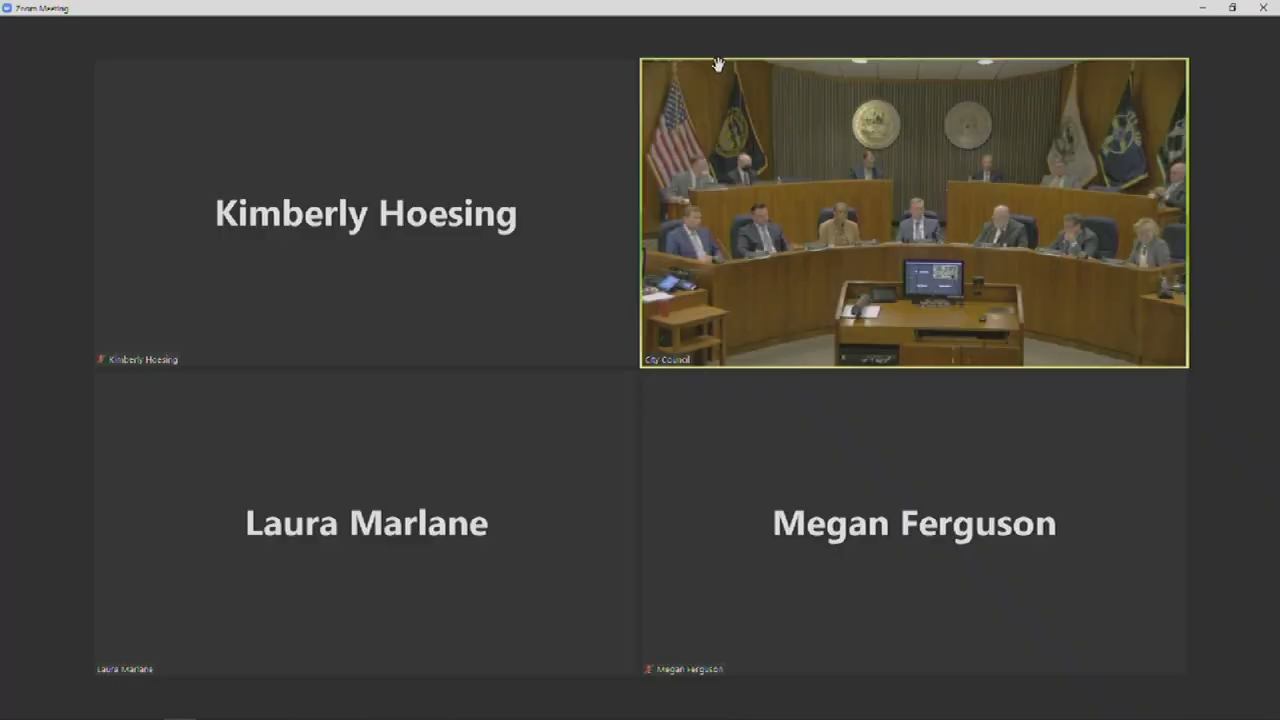 Zoom Meeting
Kimberly Hoesing
Kimberly Hoesing
City Council
Laura Marlane
Megan Ferguson
Laura Marlane
Megan Ferguson